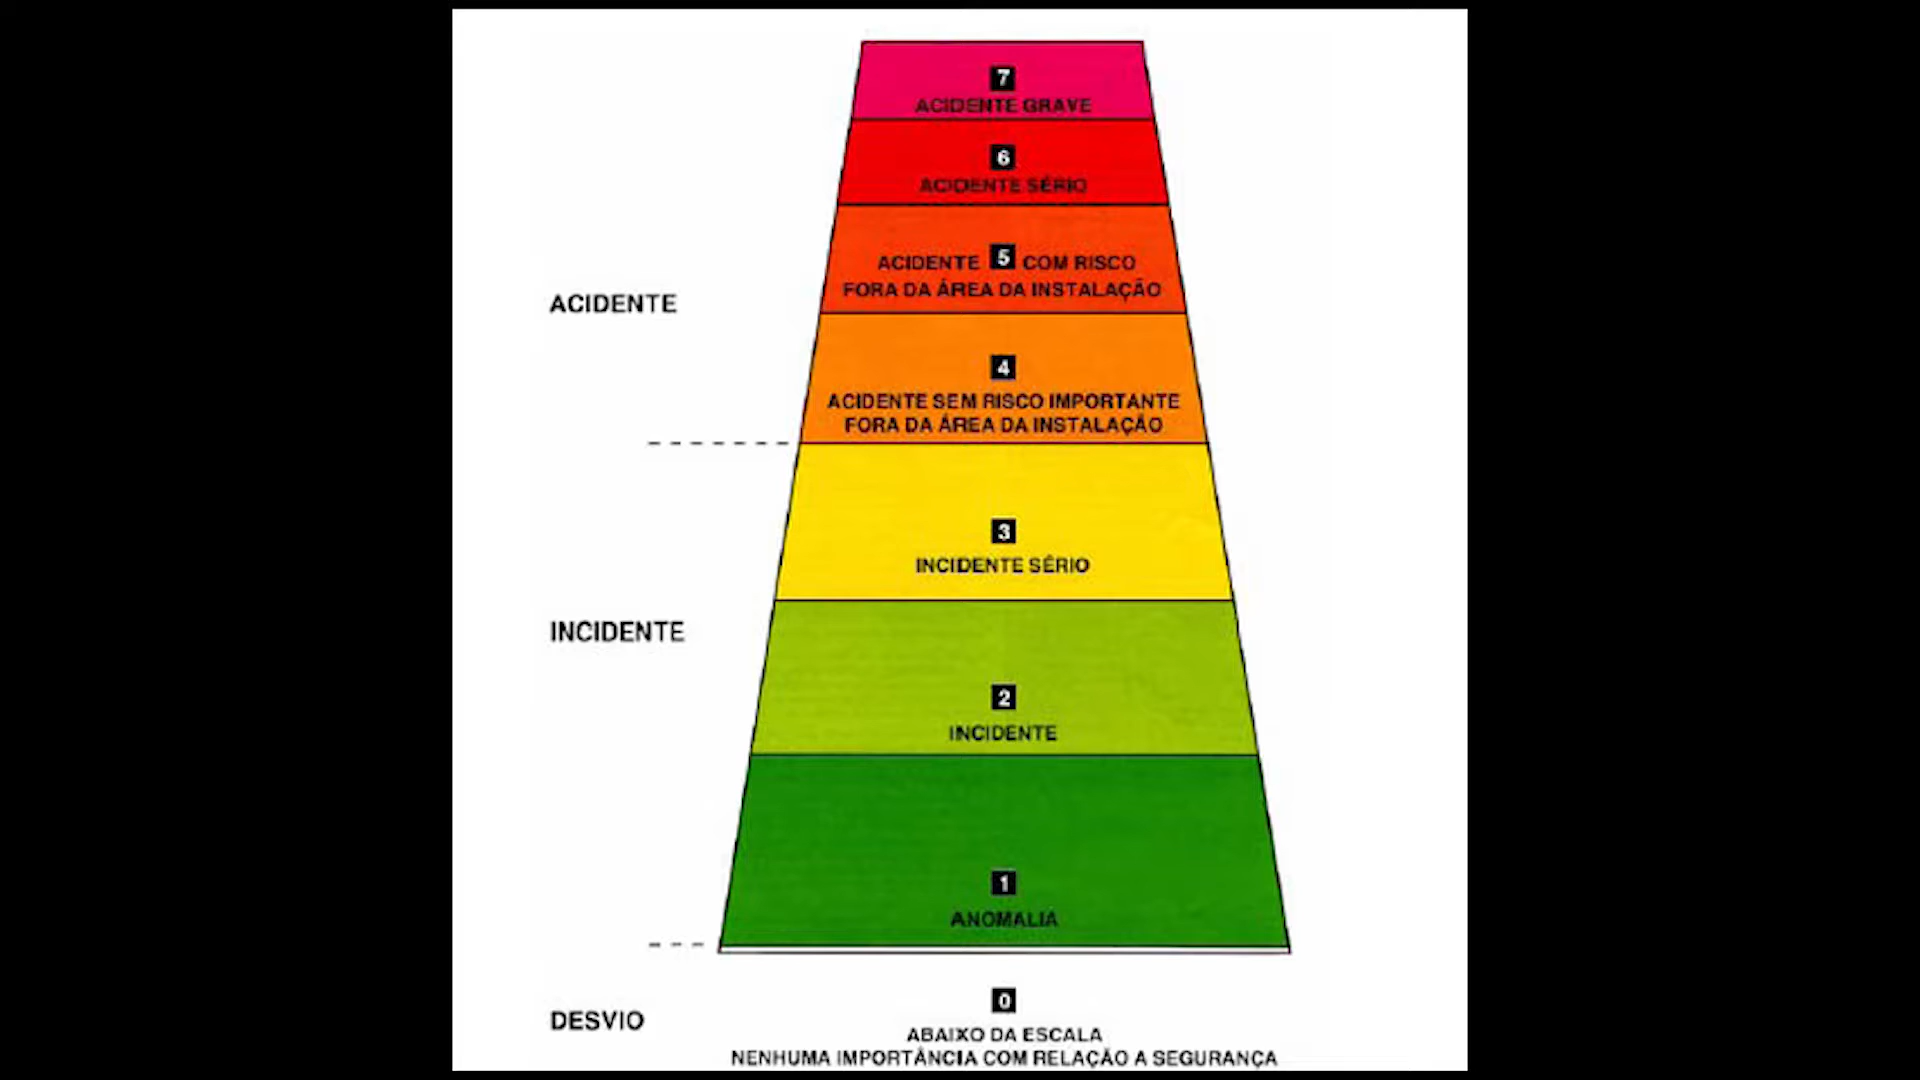 7
ACIDENTE GRAVE
6
ACIDENTE SÉRIO
ACIDENTE 5 COM RISCO
FORA DA ÁREA DA INSTALAÇÃO
ACIDENTE
4
ACIDENTE SEM RISCO IMPORTANTE
FORA DA ÁREA DA INSTALAÇÃO
3
INCIDENTE SÉRIO
INCIDENTE
2
INCIDENTE
1
ANOMALIA
0
DESVIO
ABAIXO DA ESCALA
NENHUMA IMPORTÂNCIA COM RELAÇÃO A SEGURANÇA